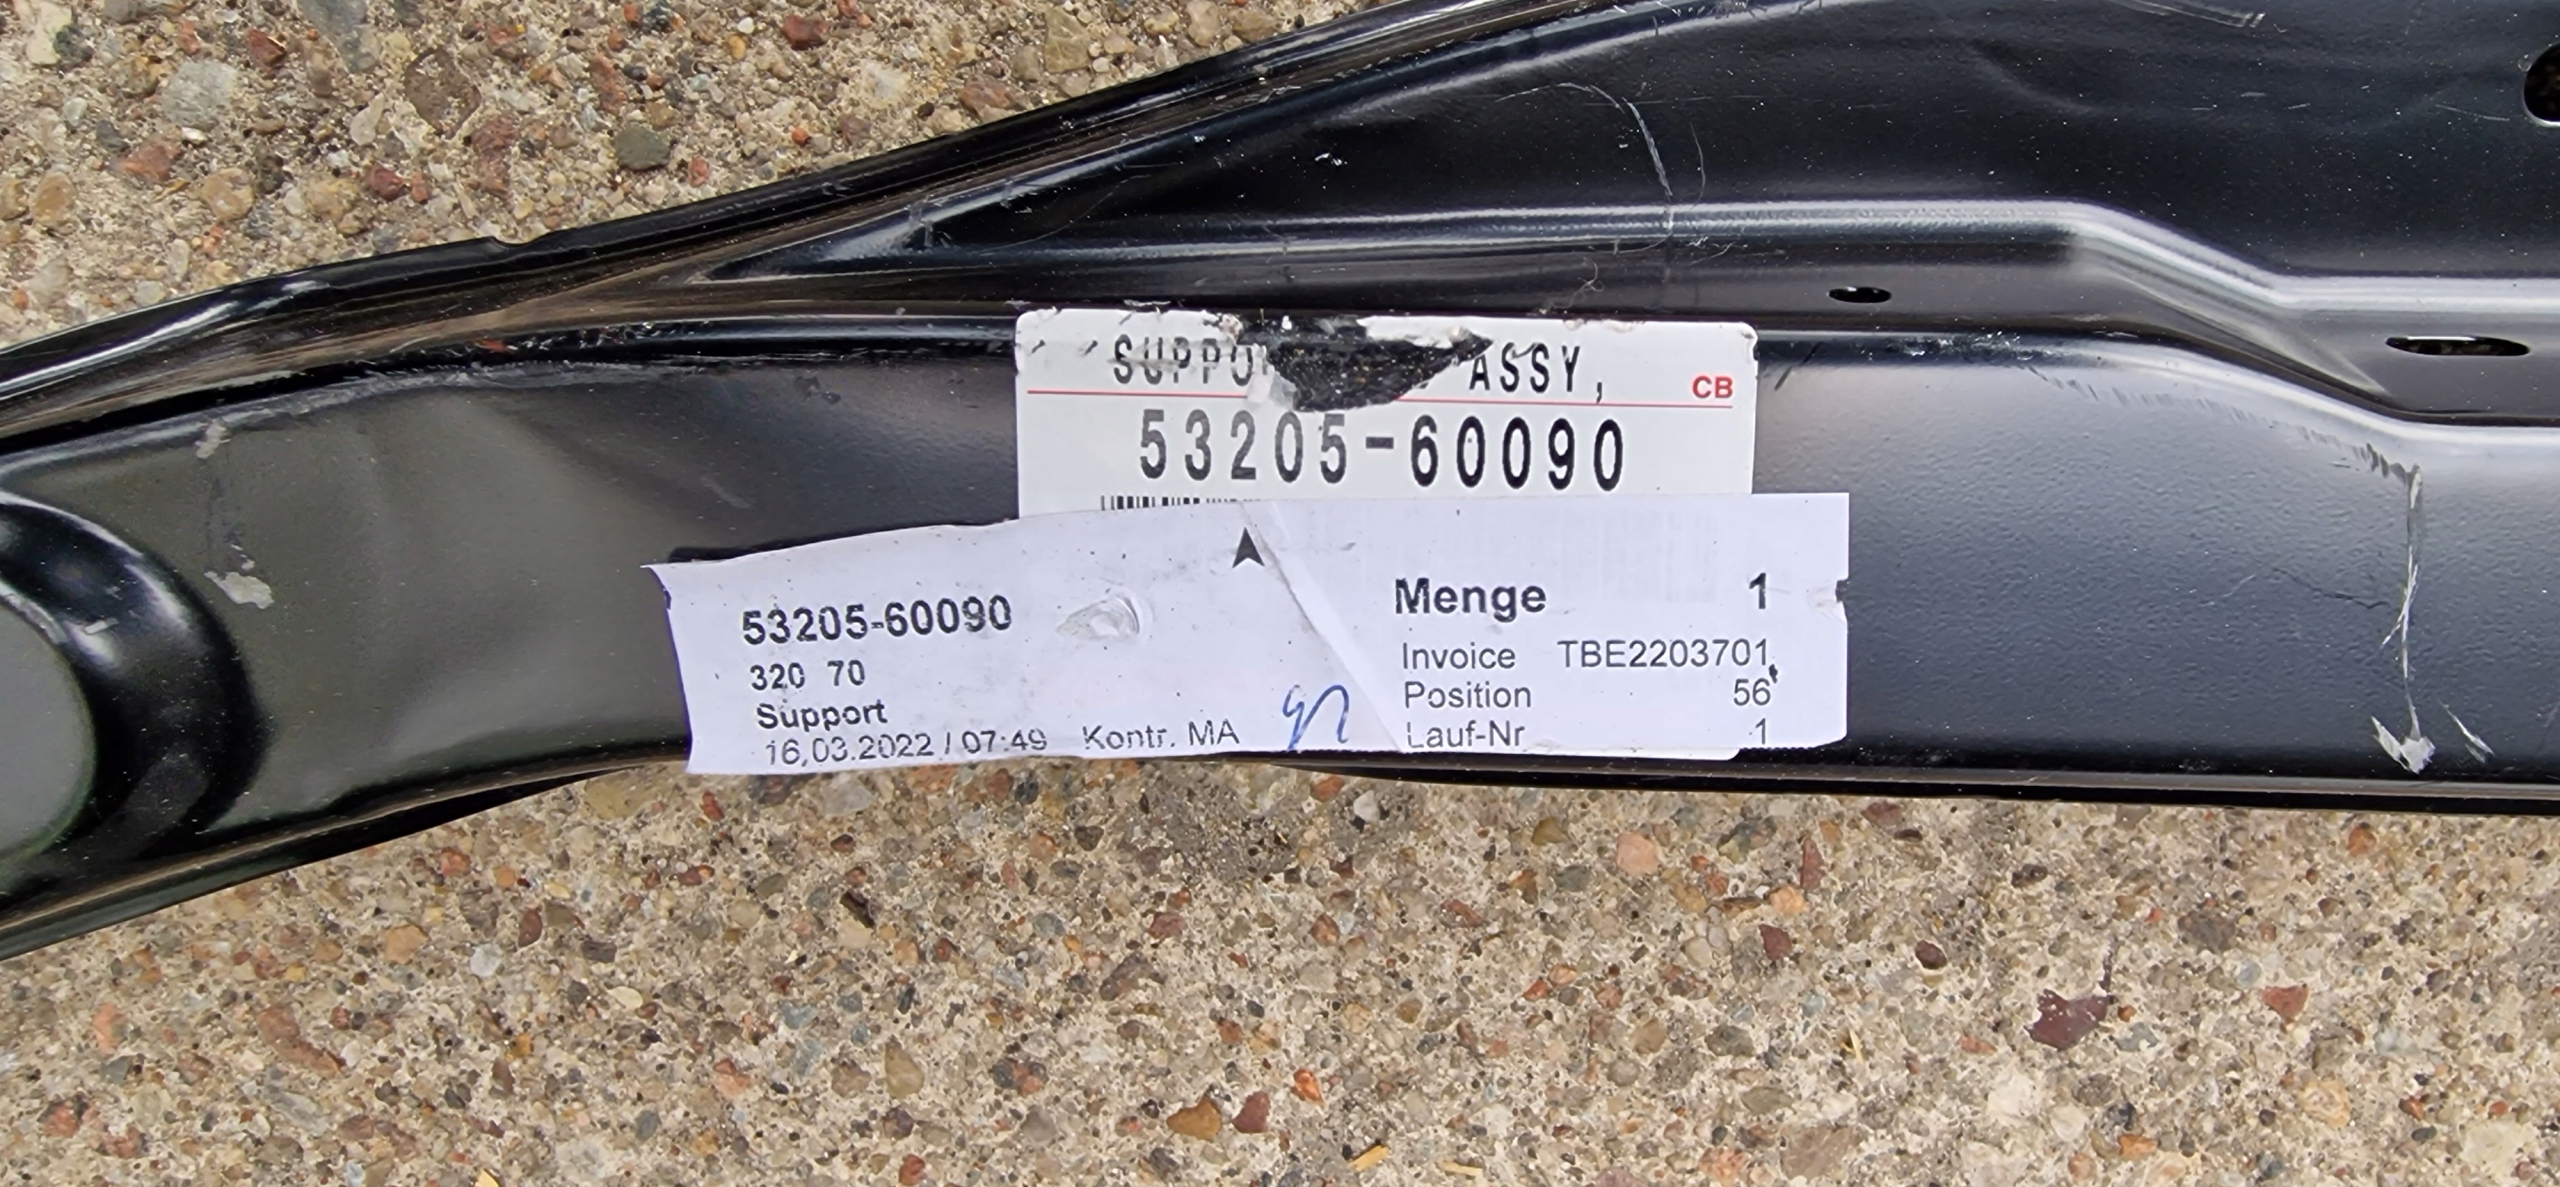 ASSY,
CB
53205-60090
53205-60090
320 70
Support
16.03.2022 / 07:49 Kontr. MA
Menge 1
Invoice TBE2203701
Position 56
Lauf-Nr 1